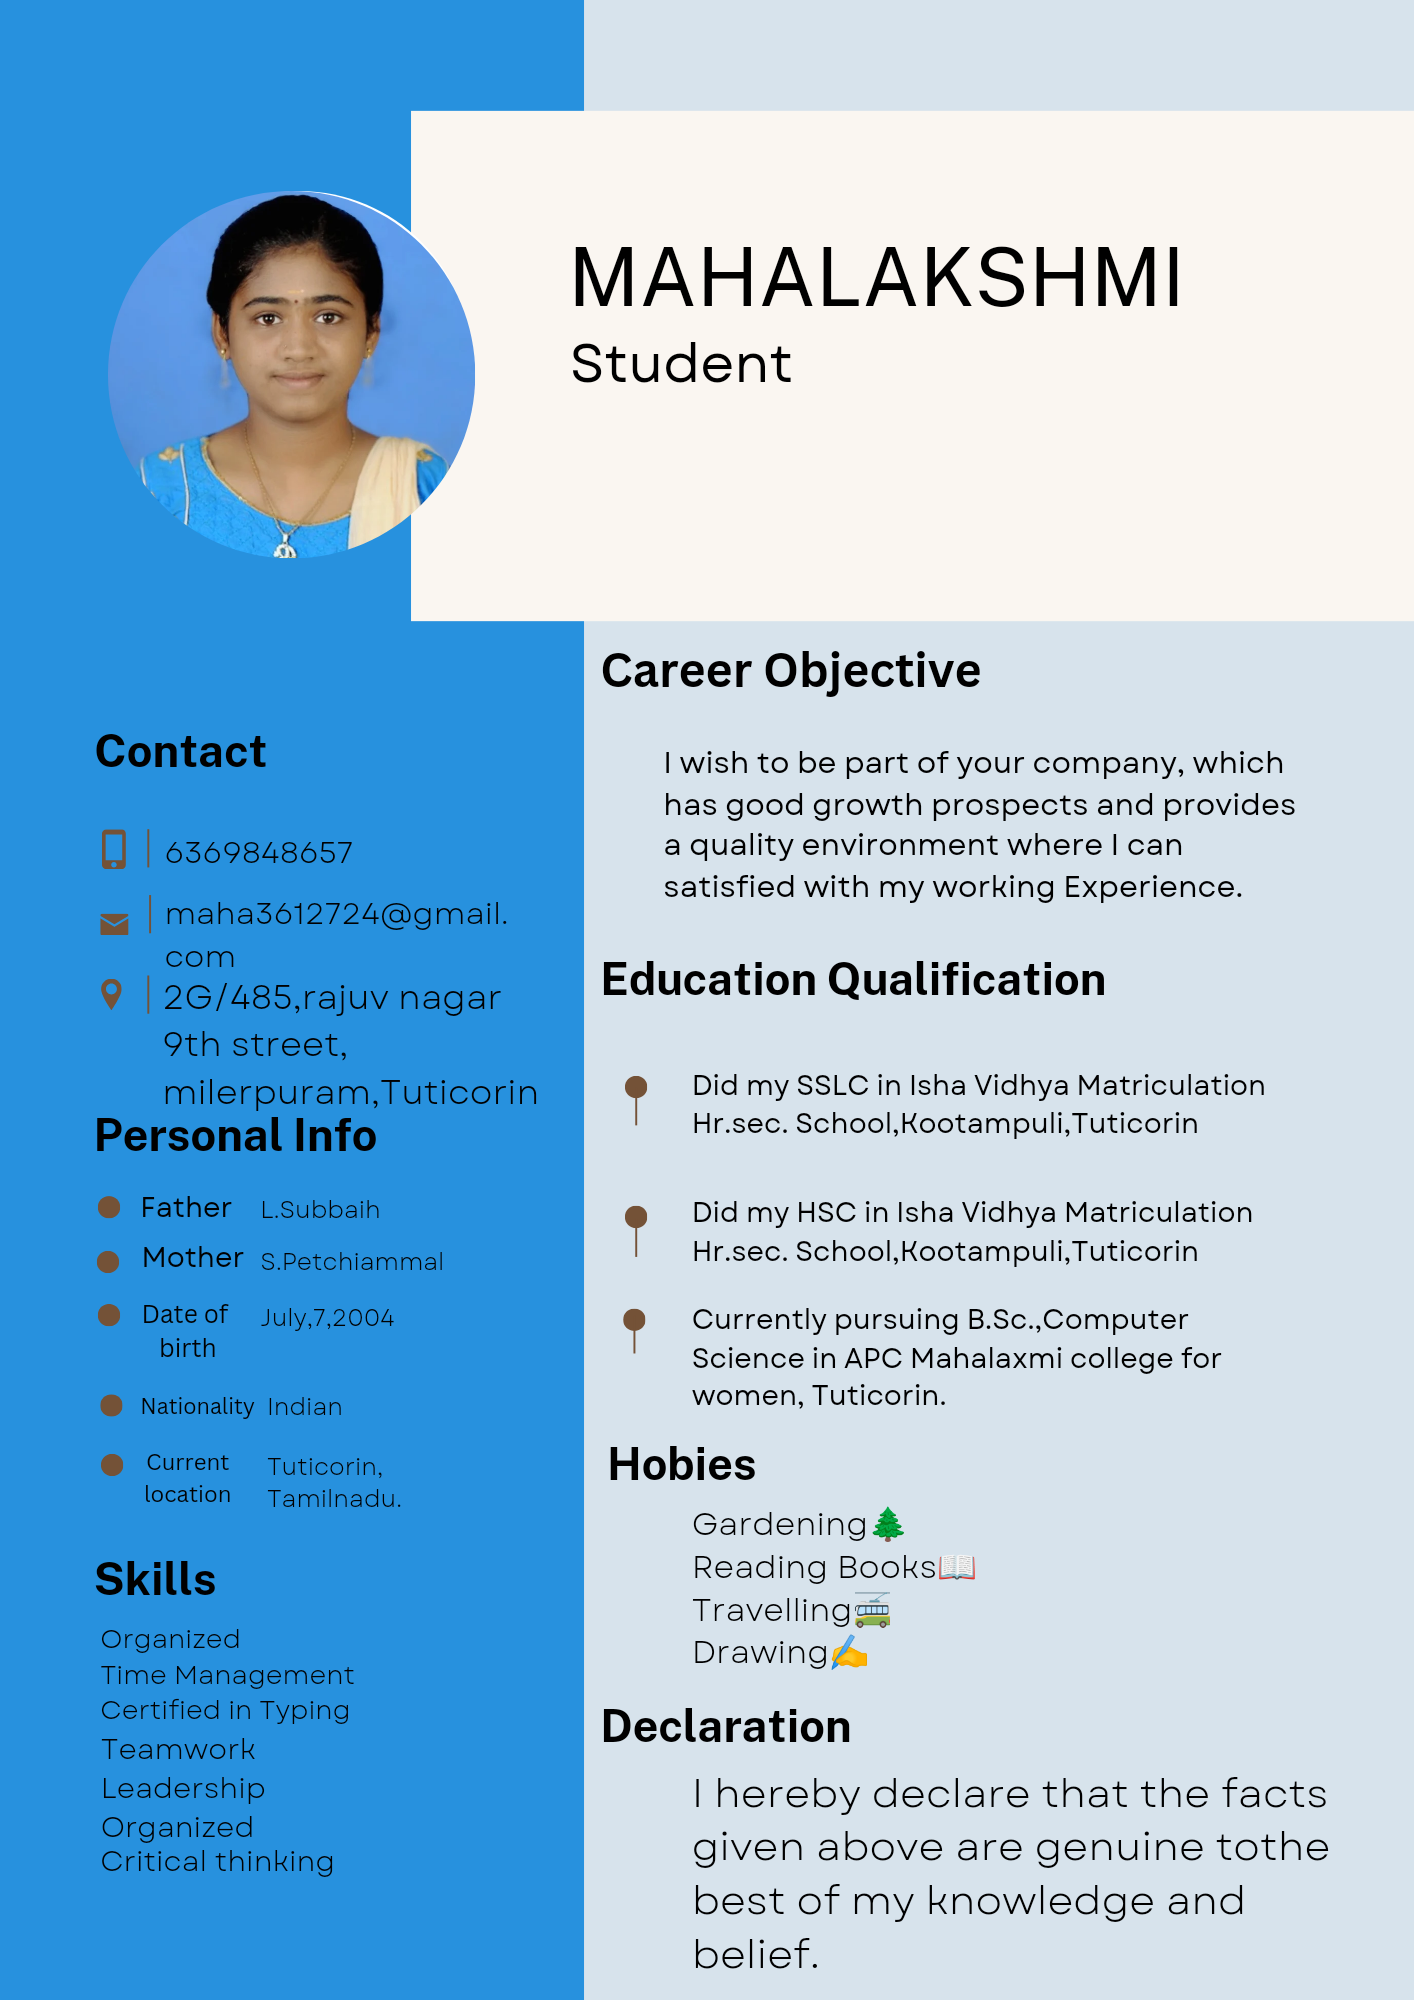 MAHALAKSHMI
Student
Contact
6369848657
maha3612724@gmail.
com
2G/485,rajuv nagar
9th street,
milerpuram,Tuticorin
Personal Info
Father L.Subbaih
Mother S.Petchiammal
Date of July,7,2004
birth
Nationality Indian
Current Tuticorin,
location Tamilnadu.
Skills
Organized
Time Management
Certified in Typing
Teamwork
Leadership
Organized
Critical thinking
Career Objective
I wish to be part of your company, which
has good growth prospects and provides
a quality environment where I can
satisfied with my working Experience.
Education Qualification
Did my SSLC in Isha Vidhya Matriculation
Hr.sec. School,Kootampuli,Tuticorin
Did my HSC in Isha Vidhya Matriculation
Hr.sec. School,Kootampuli,Tuticorin
Currently pursuing B.Sc.,Computer
Science in APC Mahalaxmi college for
women, Tuticorin.
Hobies
Gardening🌲
Reading Books📖
Travelling🚎
Drawing✍️
Declaration
I hereby declare that the facts
given above are genuine tothe
best of my knowledge and
belief.